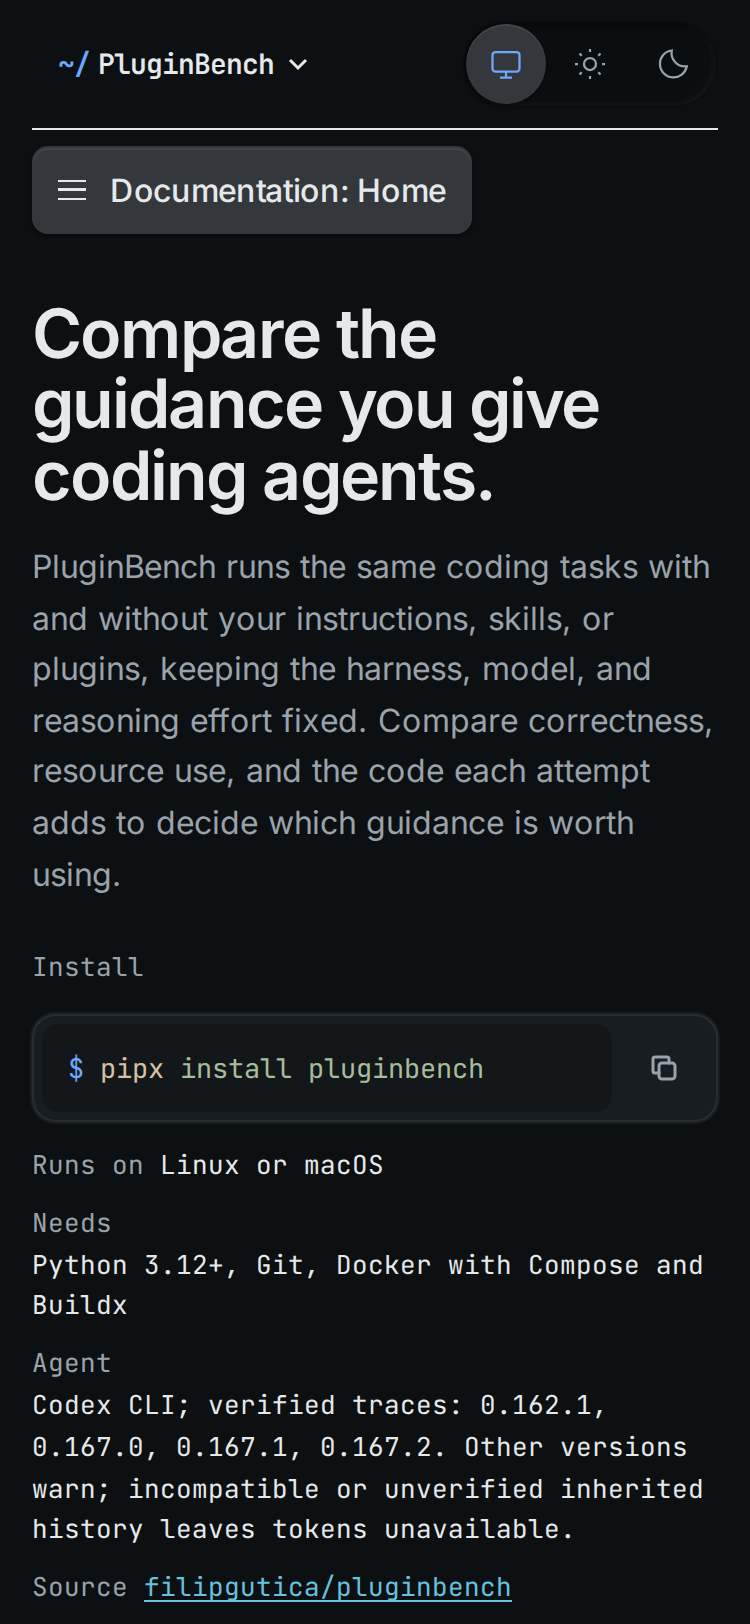 ~/ PluginBench
Documentation: Home
Compare the
guidance you give
coding agents.
PluginBench runs the same coding tasks with
and without your instructions, skills, or
plugins, keeping the harness, model, and
reasoning effort fixed. Compare correctness,
resource use, and the code each attempt
adds to decide which guidance is worth
using.
Install
$ pipx install pluginbench
Runs on Linux or macOS
Needs
Python 3.12+, Git, Docker with Compose and
Buildx
Agent
Codex CLI; verified traces: 0.162.1,
0.167.0, 0.167.1, 0.167.2. Other versions
warn; incompatible or unverified inherited
history leaves tokens unavailable.
Source filipgutica/pluginbench